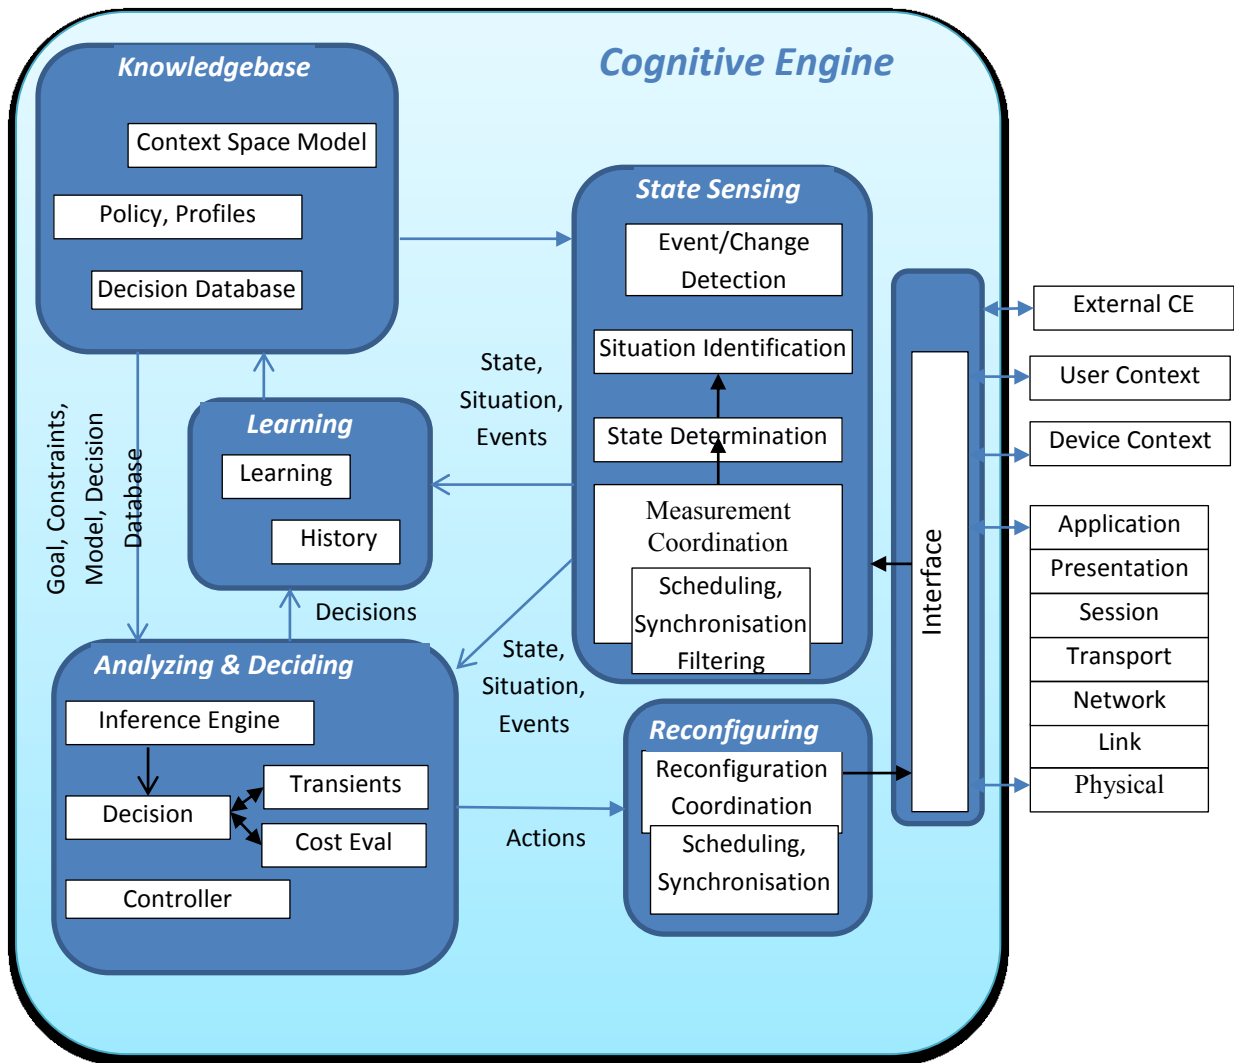 Cognitive Engine
Knowledgebase
Context Space Model
Policy, Profiles
Decision Database
State Sensing
Event/Change
Detection
Situation Identification
State Determination
Measurement
Coordination
Scheduling,
Synchronisation
Filtering
State,
Situation,
Events
Learning
Learning
History
Goal, Constraints,
Model, Decision
Database
Decisions
State,
Situation,
Events
Analyzing & Deciding
Inference Engine
Decision
Transients
Cost Eval
Controller
Actions
Reconfiguring
Reconfiguration
Coordination
Scheduling,
Synchronisation
Interface
External CE
User Context
Device Context
Application
Presentation
Session
Transport
Network
Link
Physical